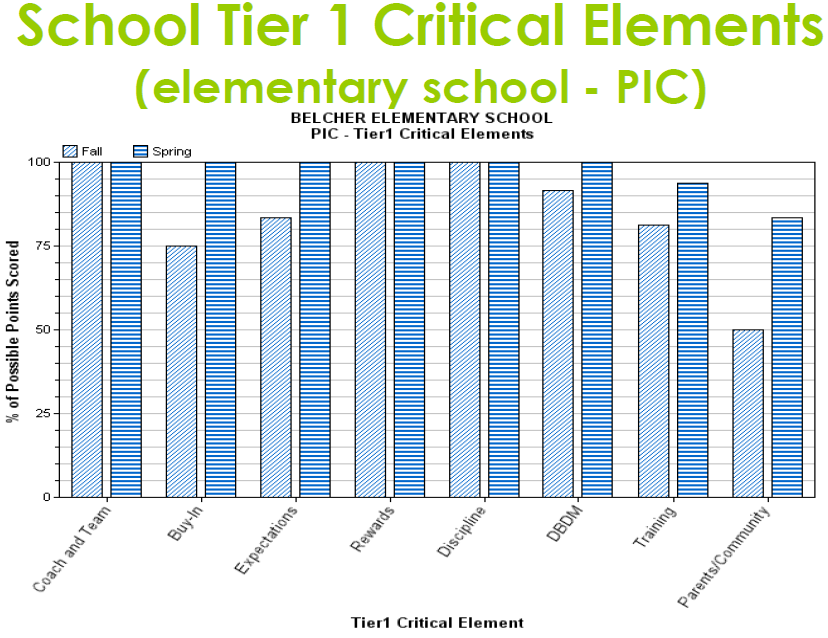 School Tier 1 Critical Elements
(elementary school - PIC)
BELCHER ELEMENTARY SCHOOL
PIC - Tier1 Critical Elements
Fall Spring
100
75
50
25
0
% of Possible Points Scored
Coach and Team
Buy-In
Expectations
Rewards
Discipline
DBDM
Training
Parents/Community
Tier1 Critical Element